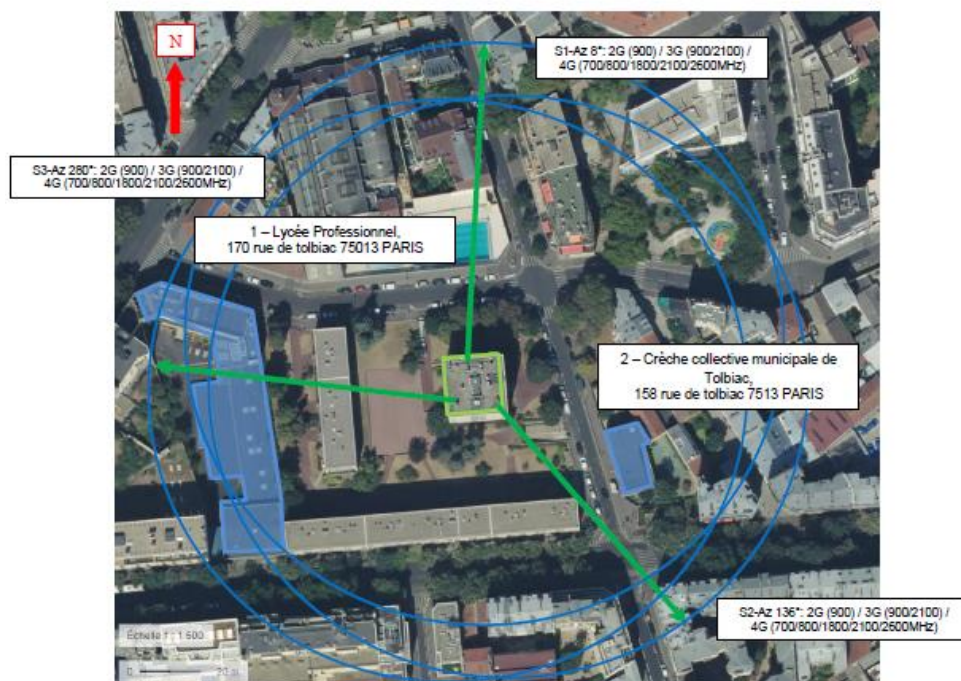 N
S1-Az 8°: 2G (900) / 3G (900/2100) /
4G (700/800/1800/2100/2600MHz)
S3-Az 280°: 2G (900) / 3G (900/2100) /
4G (700/800/1800/2100/2600MHz)
1 – Lycée Professionnel,
170 rue de tolbiac 75013 PARIS
2 – Crèche collective municipale de
Tolbiac,
158 rue de tolbiac 7513 PARIS
S2-Az 136°: 2G (900) / 3G (900/2100) /
4G (700/800/1800/2100/2600MHz)
Échelle 1 : 1 500
0 20 m